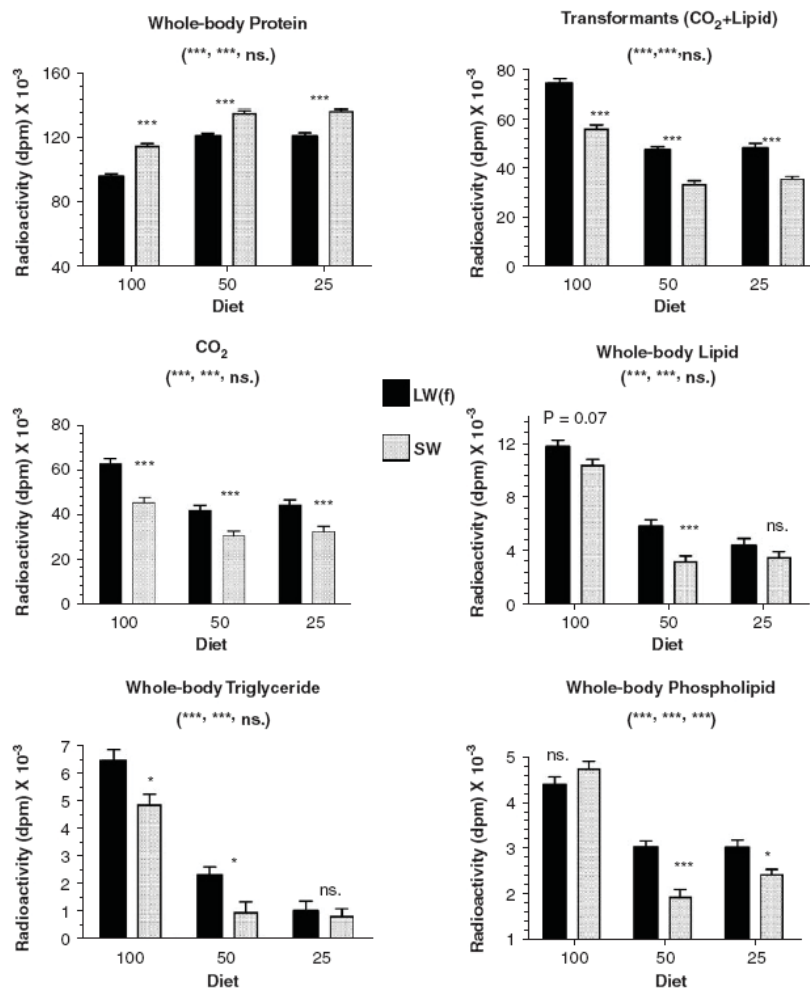 Whole-body Protein
(***, ***, ns.)
Radioactivity (dpm) X 10-3
160
120
80
40
***
***
***
100
50
25
Diet
Transformants (CO2+Lipid)
(***,***,ns.)
Radioactivity (dpm) × 10-3
80
60
40
20
0
***
***
***
100
50
25
Diet
CO2
(***, ***, ns.)
Radioactivity (dpm) X 10-3
80
60
40
30
0
***
***
***
100
50
25
Diet
LW(f)
SW
Whole-body Lipid
(***, ***, ns.)
Radioactivity (dpm) X 10-3
12
8
4
0
P = 0.07
***
ns.
100
50
25
Diet
Whole-body Triglyceride
(***, ***, ns.)
Radioactivity (dpm) X 10-3
7
6
5
4
3
2
1
0
*
*
ns.
100
50
25
Diet
Whole-body Phospholipid
(***, ***, ***)
Radioactivity (dpm) X 10-3
5
4
3
2
1
ns.
***
*
100
50
25
Diet